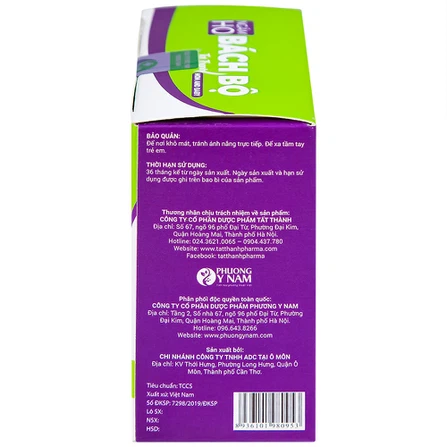 HO
BÁCH BỘ
BẢO QUẢN:
Để nơi khô mát, tránh ánh nắng trực tiếp. Để xa tầm tay
trẻ em.
THỜI HẠN SỬ DỤNG:
36 tháng kể từ ngày sản xuất. Ngày sản xuất và hạn sử
dụng được ghi trên bao bì của sản phẩm.
Thương nhân chịu trách nhiệm về sản phẩm:
CÔNG TY CỔ PHẦN DƯỢC PHẨM TẤT THÀNH
Địa chỉ: Số 67, ngõ 96 phố Đại Từ, Phường Đại Kim,
Quận Hoàng Mai, Thành phố Hà Nội.
Hotline: 024.3621.0065 ~ 0904.437.780
Website: www.tatthanhpharma.com
Facebook: tatthanhpharma
PHUONG
Y NAM
Phân phối độc quyền toàn quốc:
CÔNG TY CỔ PHẦN DƯỢC PHẨM PHƯƠNG Y NAM
Địa chỉ: Tầng 2, Số nhà 67, ngõ 96 phố Đại Từ, Phường
Đại Kim, Quận Hoàng Mai, Thành phố Hà Nội.
Hotline: 096.643.8266
Website: www.phuongynam.com
Sản xuất bởi:
CHI NHÁNH CÔNG TY TNHH ADC TẠI Ô MÔN
Địa chỉ: KV Thới Hưng, Phường Long Hưng, Quận Ô
Môn, Thành phố Cần Thơ.
Tiêu chuẩn: TCCS
Xuất xứ: Việt Nam
Số ĐKSP: 7298/2019/ĐKSP
Lô SX:
NSX:
HSD:
8 936101 980953